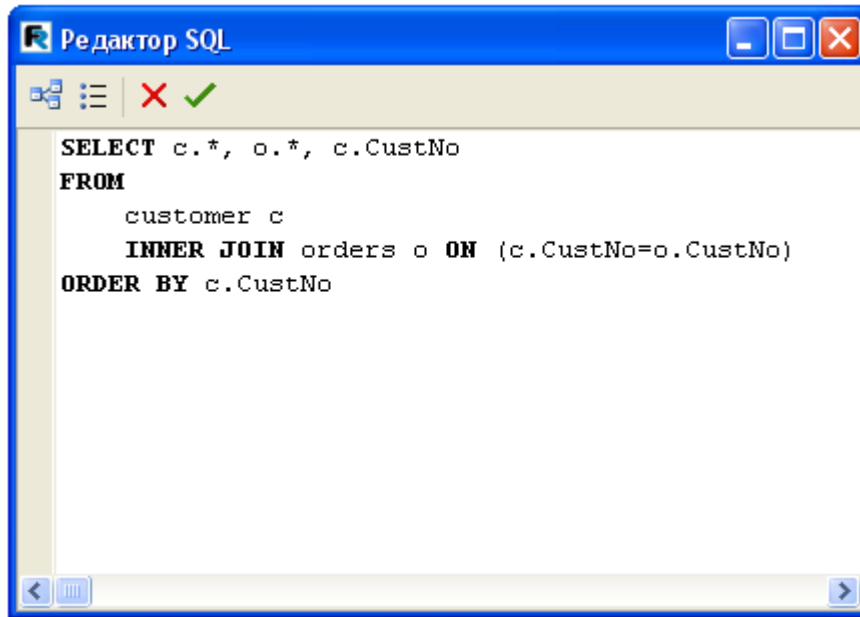 Редактор SQL
SELECT c.*, o.*, c.CustNo
FROM
customer c
INNER JOIN orders o ON (c.CustNo=o.CustNo)
ORDER BY c.CustNo